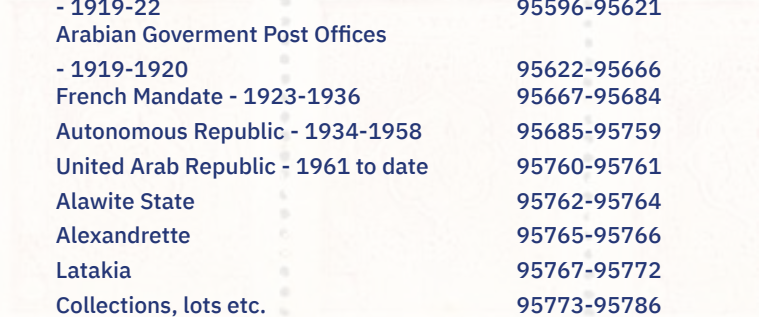 - 1919-22 95596-95621
Arabian Goverment Post Offices
- 1919-1920 95622-95666
French Mandate - 1923-1936 95667-95684
Autonomous Republic - 1934-1958 95685-95759
United Arab Republic - 1961 to date 95760-95761
Alawite State 95762-95764
Alexandrette 95765-95766
Latakia 95767-95772
Collections, lots etc. 95773-95786